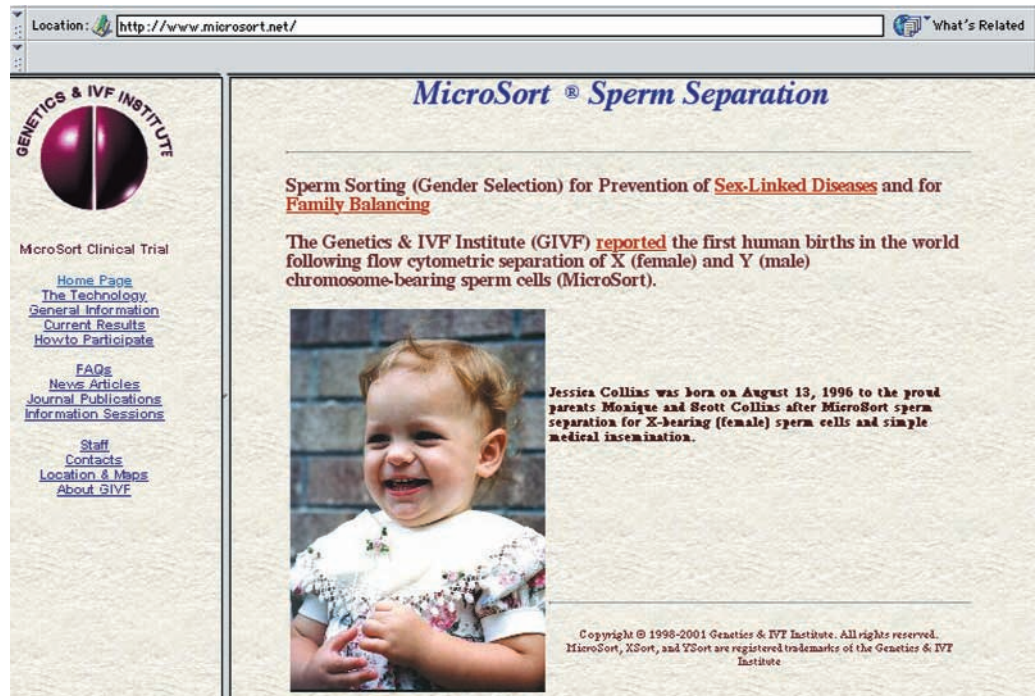 Location:
http://www.microsort.net/
What's Related
GENETICS & IVF INSTITUTE
MicroSort Clinical Trial
Home Page
The Technology
General Information
Current Results
How to Participate
FAQs
News Articles
Journal Publications
Information Sessions
Staff
Contacts
Location & Maps
About GIVF
MicroSort ® Sperm Separation
Sperm Sorting (Gender Selection) for Prevention of Sex-Linked Diseases and for
Family Balancing
The Genetics & IVF Institute (GIVF) reported the first human births in the world
following flow cytometric separation of X (female) and Y (male)
chromosome-bearing sperm cells (MicroSort).
Jessica Collins was born on August 13, 1996 to the proud
parents Monique and Scott Collins after MicroSort sperm
separation for X-bearing (female) sperm cells and simple
medical insemination.
Copyright © 1998-2001 Genetics & IVF Institute. All rights reserved.
MicroSort, XSort, and YSort are registered trademarks of the Genetics & IVF
Institute